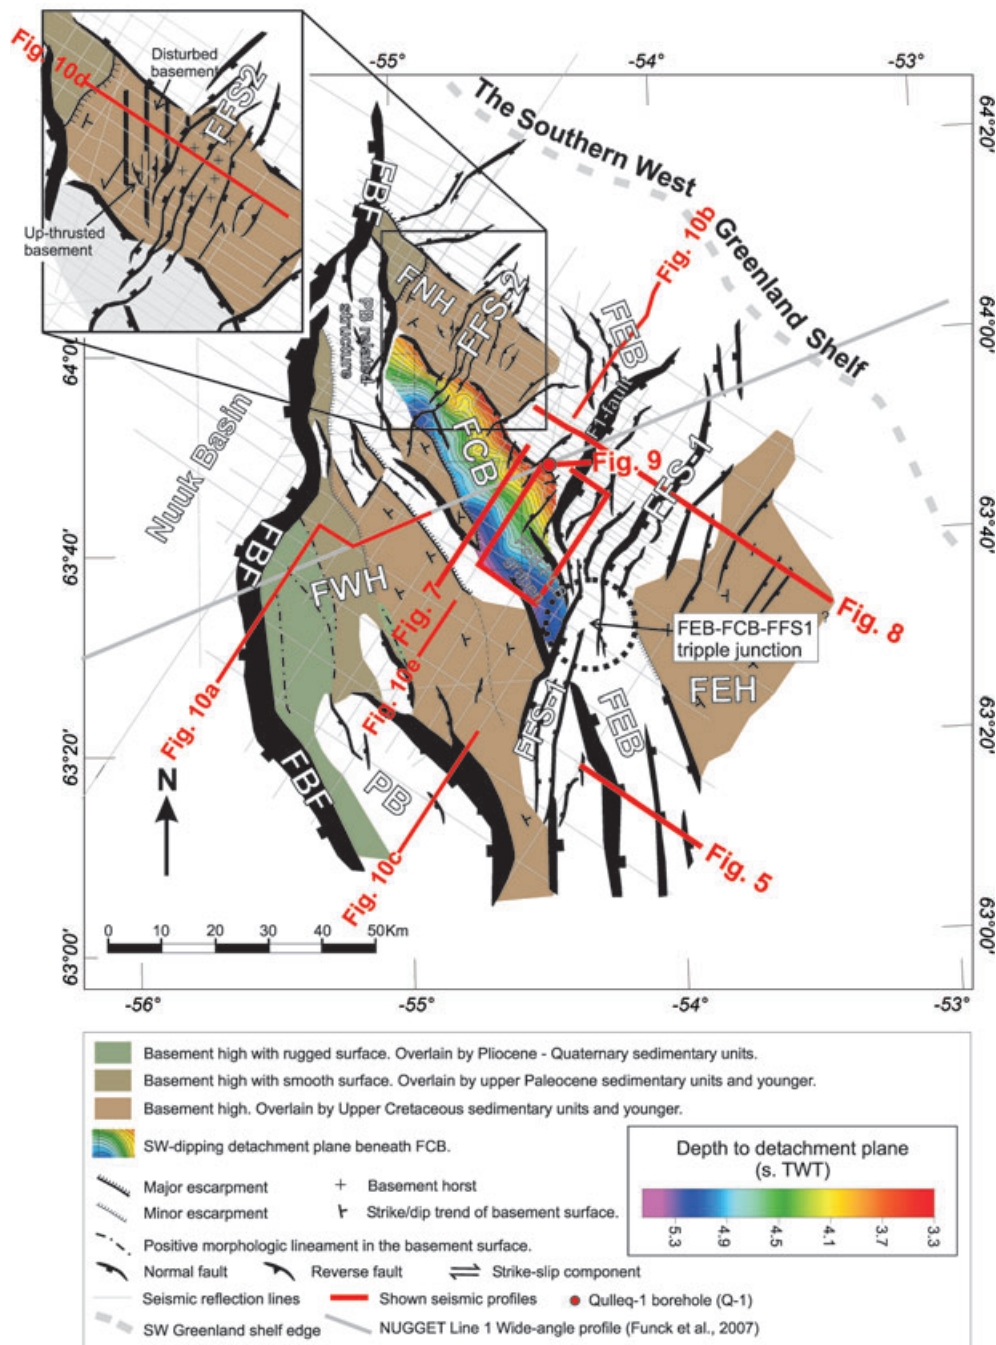 Fig. 10d
Disturbed
basement
FFS2
Up-thrusted
basement
-55°
-54°
-53°
The Southern West Greenland Shelf
64°20'
64°00'
63°40'
63°20'
63°00'
64°00'
63°40'
63°20'
63°00'
FBF
FNH
FFS-2
structure
FEB
Fig. 10b
FCB
Fig. 9
FFS-1
Nuuk Basin
FBF
FWH
Fig. 7
Fig. 10e
Fig. 8
FEB-FCB-FFS1
tripple junction
FEH
Fig. 10a
FFS-1
FEB
FBF
PB
N
Fig. 10c
Fig. 5
0 10 20 30 40 50Km
-56°
-55°
-54°
-53°
Basement high with rugged surface. Overlain by Pliocene - Quaternary sedimentary units.
Basement high with smooth surface. Overlain by upper Paleocene sedimentary units and younger.
Basement high. Overlain by Upper Cretaceous sedimentary units and younger.
SW-dipping detachment plane beneath FCB.
Major escarpment
Basement horst
Minor escarpment
Strike/dip trend of basement surface.
Positive morphologic lineament in the basement surface.
Normal fault
Reverse fault
Strike-slip component
Seismic reflection lines
Shown seismic profiles
Qulleq-1 borehole (Q-1)
SW Greenland shelf edge
NUGGET Line 1 Wide-angle profile (Funck et al., 2007)
Depth to detachment plane
(s. TWT)
5.3 4.9 4.5 4.1 3.7 3.3